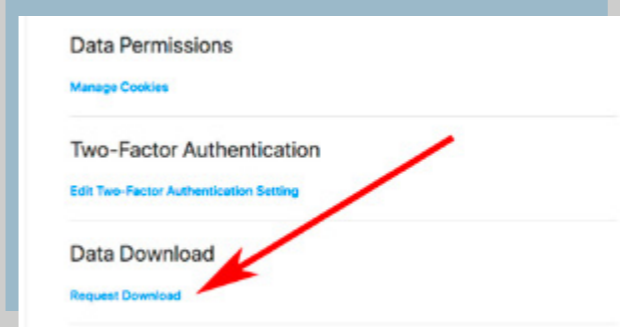 Data Permissions
Manage Cookies
Two-Factor Authentication
Edit Two-Factor Authentication Setting
Data Download
Request Download